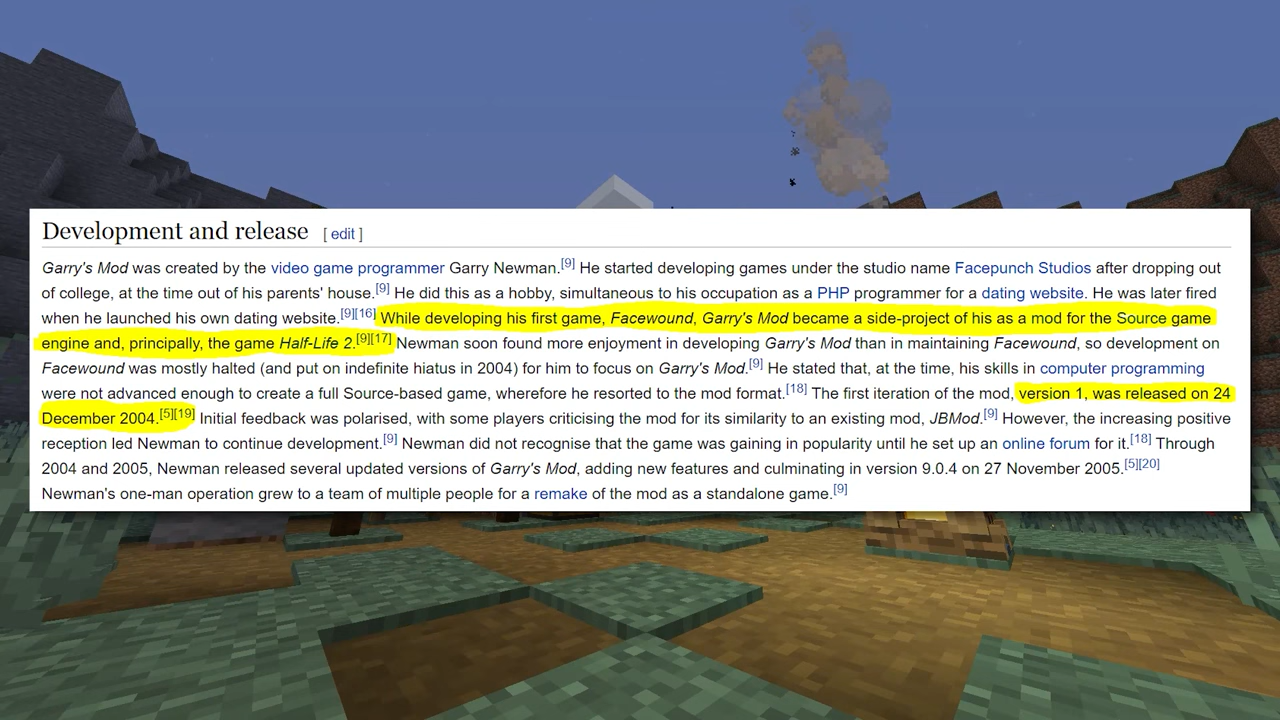 Development and release [ edit ]
Garry's Mod was created by the video game programmer Garry Newman.[9] He started developing games under the studio name Facepunch Studios after dropping out
of college, at the time out of his parents' house.[9] He did this as a hobby, simultaneous to his occupation as a PHP programmer for a dating website. He was later fired
when he launched his own dating website.[9][16] While developing his first game, Facewound, Garry's Mod became a side-project of his as a mod for the Source game
engine and, principally, the game Half-Life 2.[9][17] Newman soon found more enjoyment in developing Garry's Mod than in maintaining Facewound, so development on
Facewound was mostly halted (and put on indefinite hiatus in 2004) for him to focus on Garry's Mod.[9] He stated that, at the time, his skills in computer programming
were not advanced enough to create a full Source-based game, wherefore he resorted to the mod format.[18] The first iteration of the mod, version 1, was released on 24
December 2004.[5][19] Initial feedback was polarised, with some players criticising the mod for its similarity to an existing mod, JBMod.[9] However, the increasing positive
reception led Newman to continue development.[9] Newman did not recognise that the game was gaining in popularity until he set up an online forum for it.[18] Through
2004 and 2005, Newman released several updated versions of Garry's Mod, adding new features and culminating in version 9.0.4 on 27 November 2005.[5][20]
Newman's one-man operation grew to a team of multiple people for a remake of the mod as a standalone game.[9]